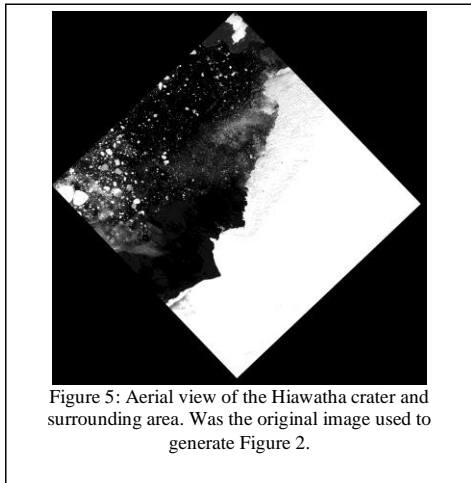 Figure 5: Aerial view of the Hiawatha crater and
surrounding area. Was the original image used to
generate Figure 2.